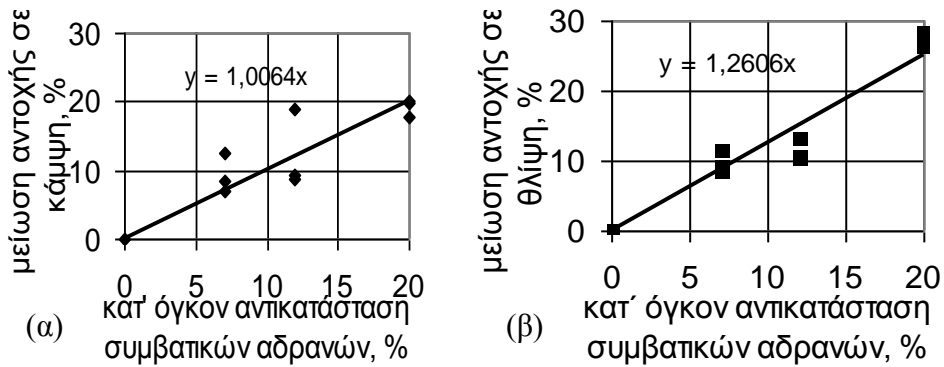 μείωση αντοχής σε
κάμψη, %
30
20
10
0
y = 1,0064x
0 5 10 15 20
κατ' όγκον αντικατάσταση
συμβατικών αδρανών, %
(α)
μείωση αντοχής σε
θλίψη, %
30
20
10
0
y = 1,2606x
0 5 10 15 20
κατ΄ όγκον αντικατάσταση
συμβατικών αδρανών, %
(β)